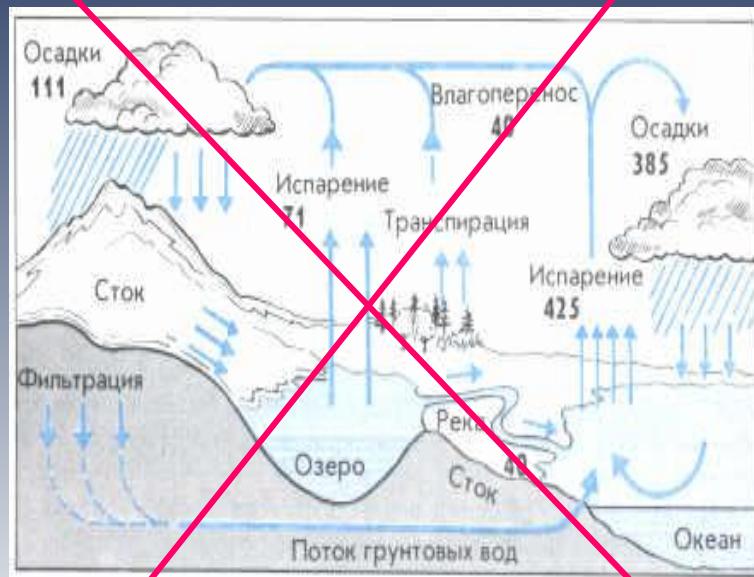 Осадки
111
Влагоперенос
40
Осадки
385
Испарение
71
Транспирация
Испарение
425
Сток
Фильтрация
Река
40
Озеро
Сток
Океан
Поток грунтовых вод